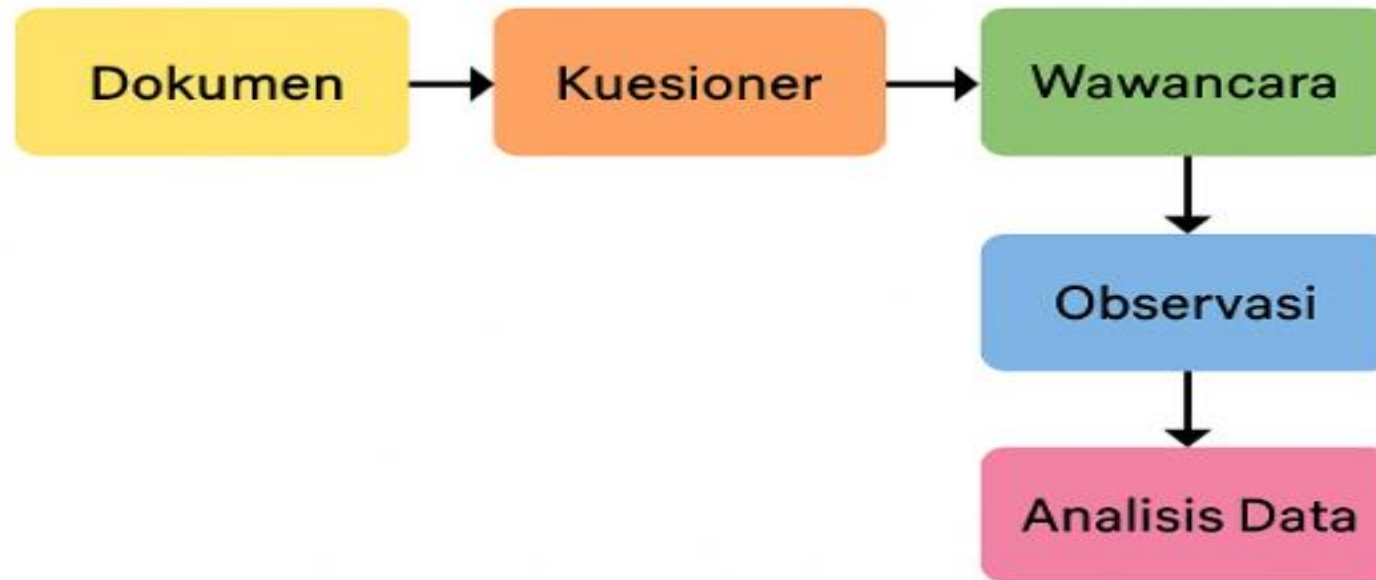 Dokumen
Kuesioner
Wawancara
Observasi
Analisis Data